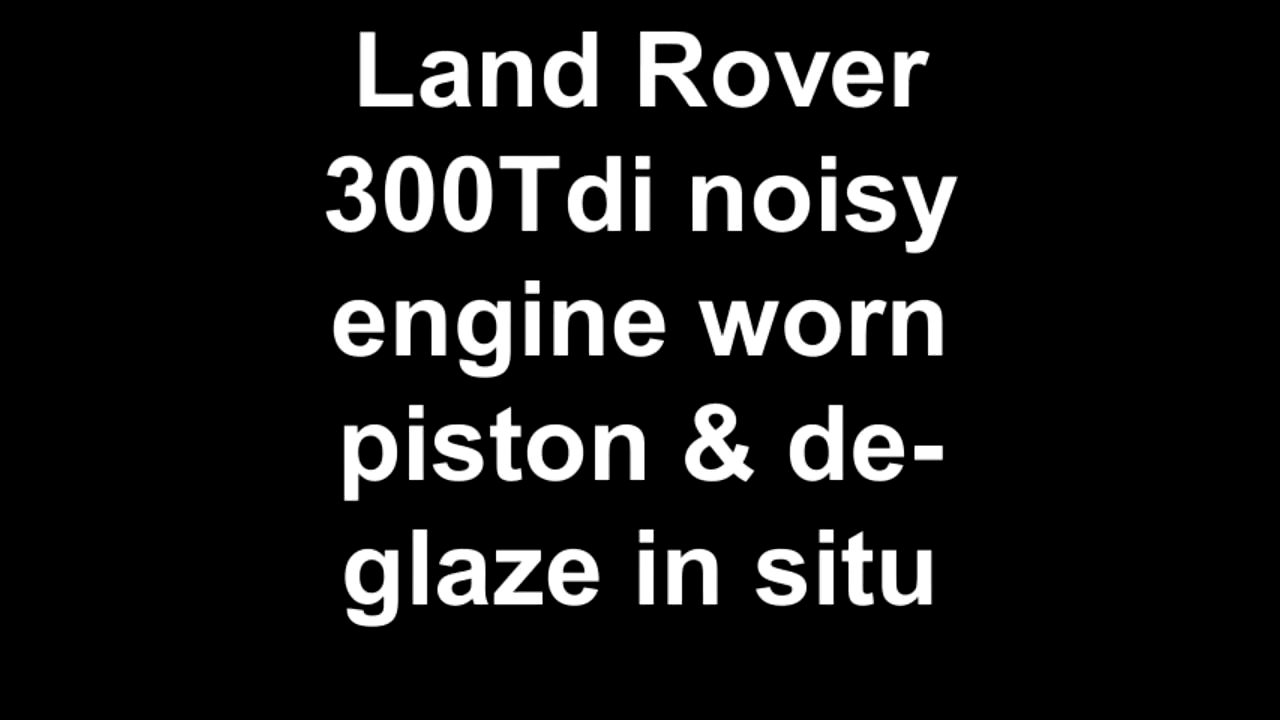 Land Rover
300Tdi noisy
engine worn
piston & de-
glaze in situ